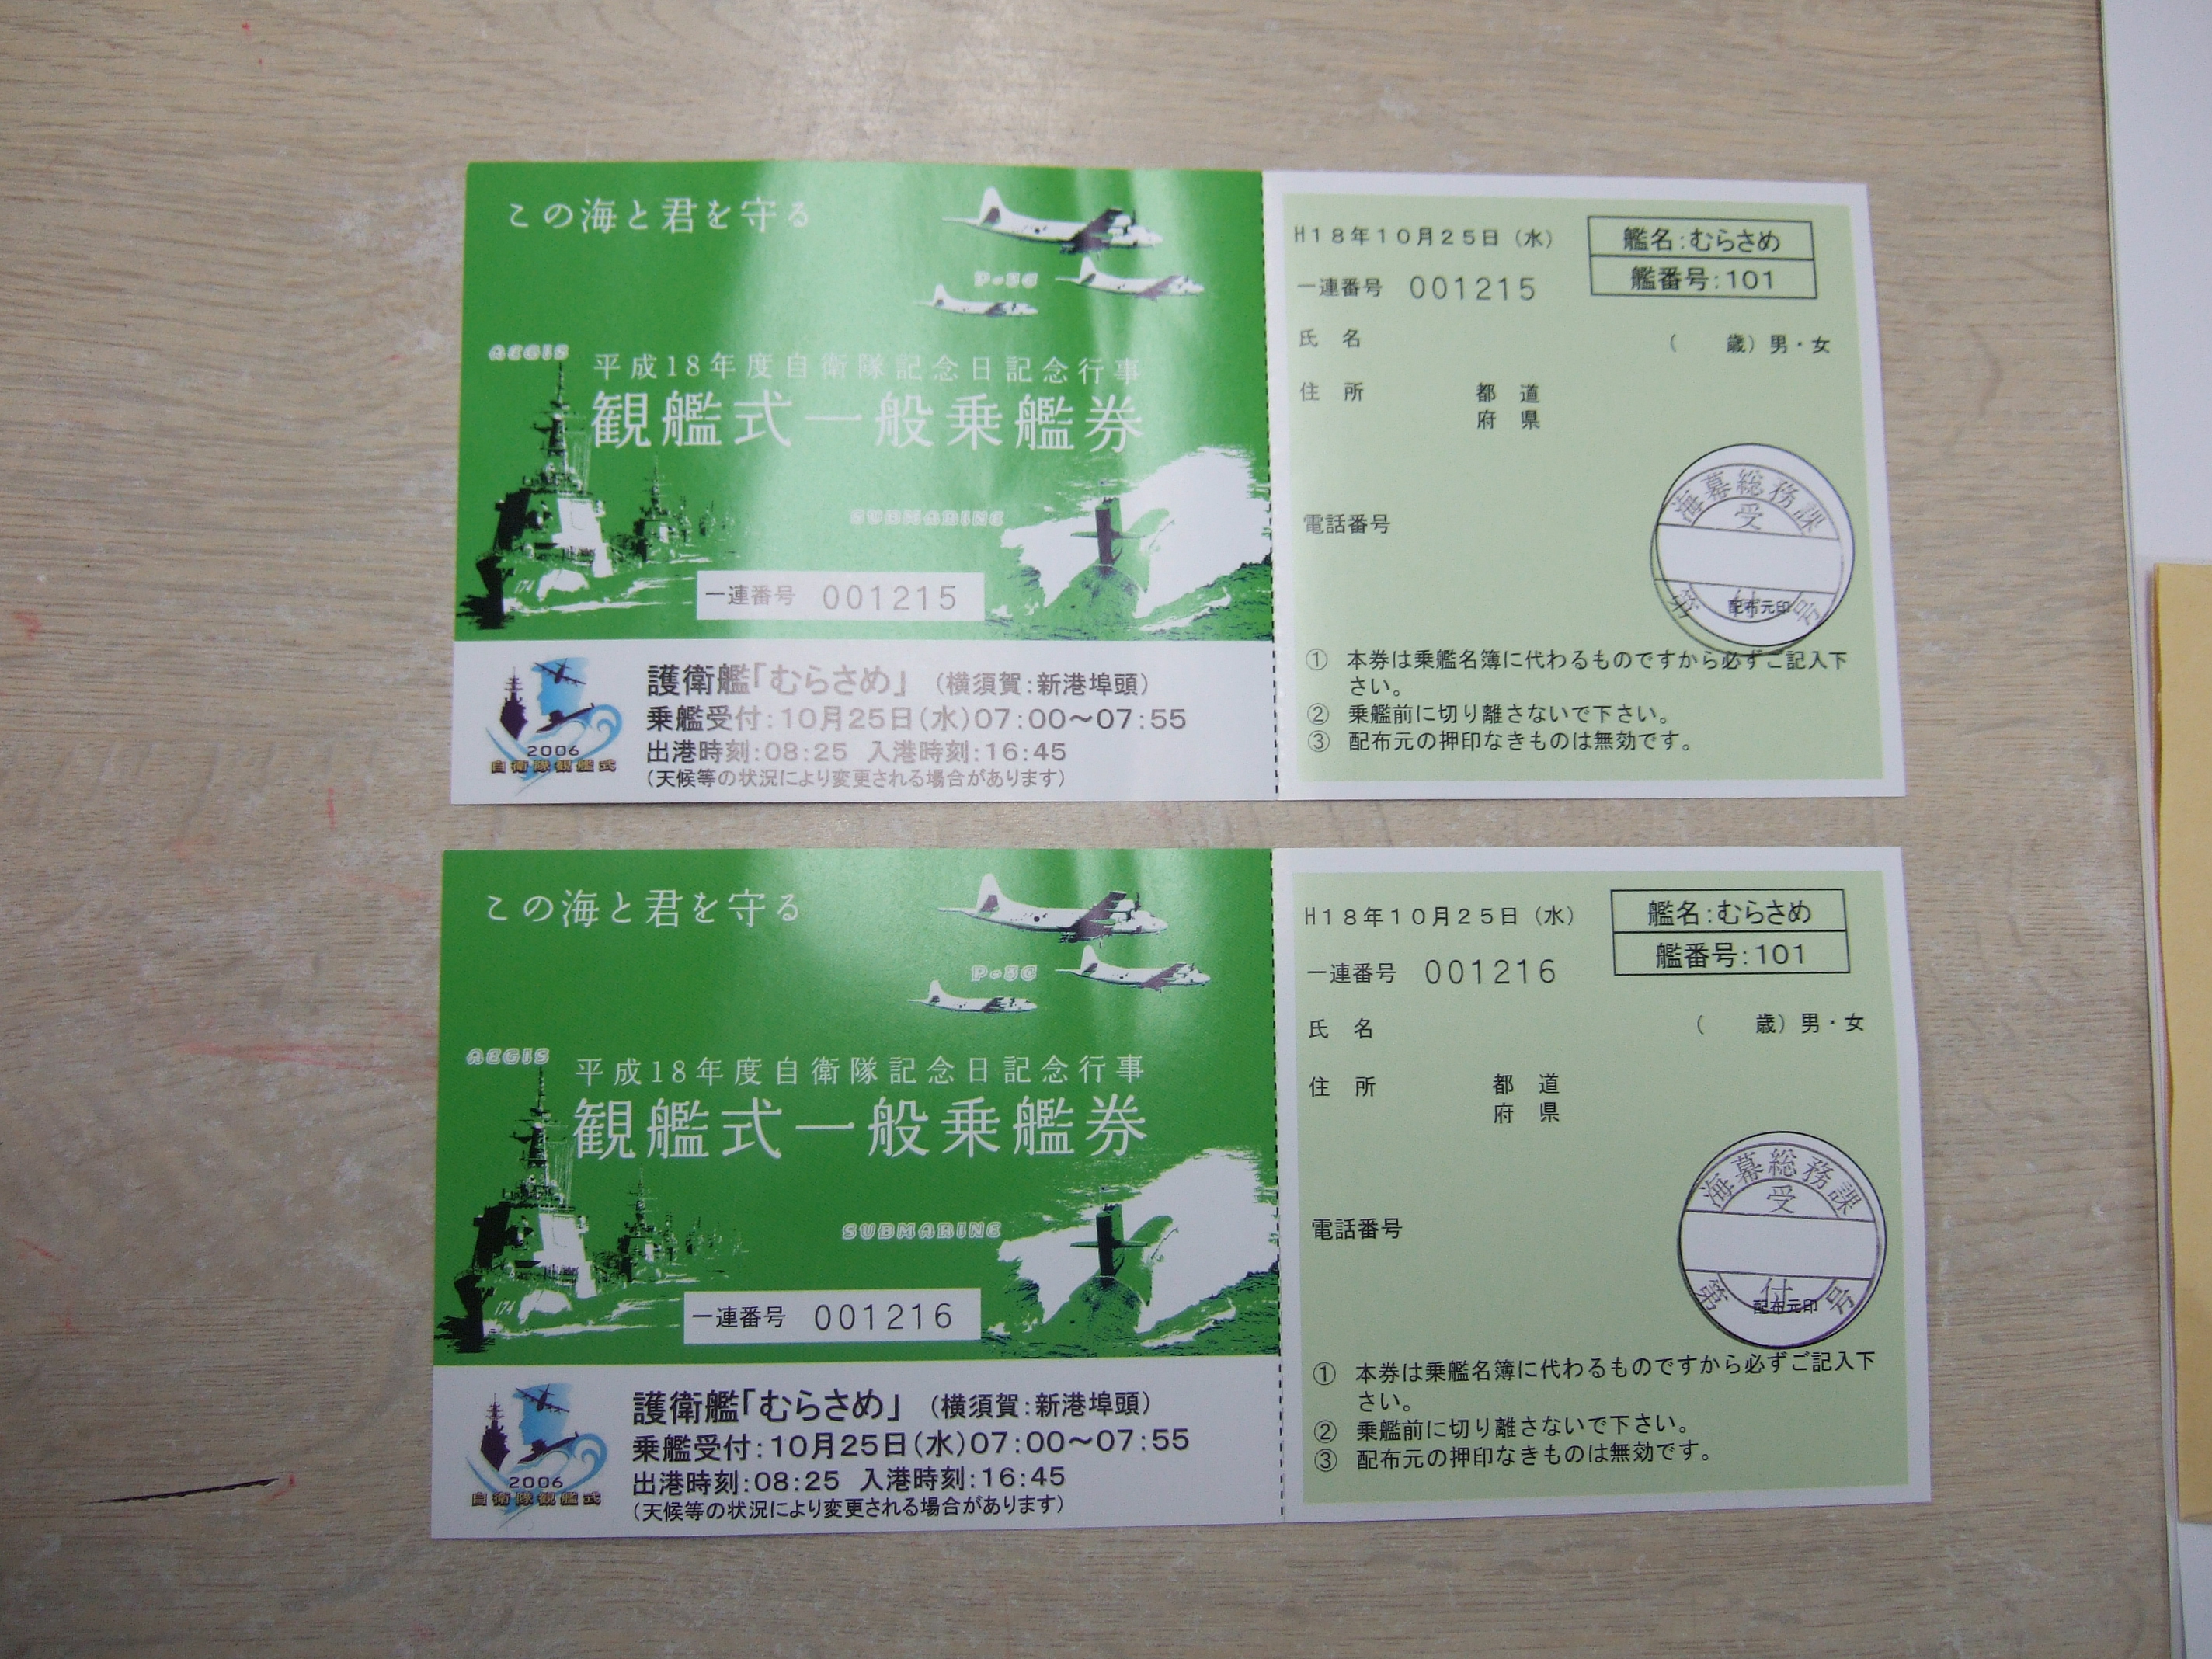 この海と君を守る
P-3C
AEGIS
平成18年度自衛隊記念日記念行事
観艦式一般乗艦券
SUBMARINE
174
一連番号 001215
2006
自衛隊観艦式
護衛艦「むらさめ」 (横須賀:新港埠頭)
乗艦受付:10月25日(水)07:00～07:55
出港時刻:08:25 入港時刻:16:45
(天候等の状況により変更される場合があります)
H18年10月25日（水）
艦名:むらさめ
艦番号:101
一連番号 001215
氏 名 （ 歳）男・女
住 所 都 道
府 県
電話番号
海幕総務課
受
付
第 号
配布元印
① 本券は乗艦名簿に代わるものですから必ずご記入下
さい。
② 乗艦前に切り離さないで下さい。
③ 配布元の押印なきものは無効です。
この海と君を守る
P-3C
AEGIS
平成18年度自衛隊記念日記念行事
観艦式一般乗艦券
SUBMARINE
174
一連番号 001216
2006
自衛隊観艦式
護衛艦「むらさめ」 (横須賀:新港埠頭)
乗艦受付:10月25日(水)07:00～07:55
出港時刻:08:25 入港時刻:16:45
(天候等の状況により変更される場合があります)
H18年10月25日（水）
艦名:むらさめ
艦番号:101
一連番号 001216
氏 名 （ 歳）男・女
住 所 都 道
府 県
電話番号
海幕総務課
受
付
第 号
配布元印
① 本券は乗艦名簿に代わるものですから必ずご記入下
さい。
② 乗艦前に切り離さないで下さい。
③ 配布元の押印なきものは無効です。